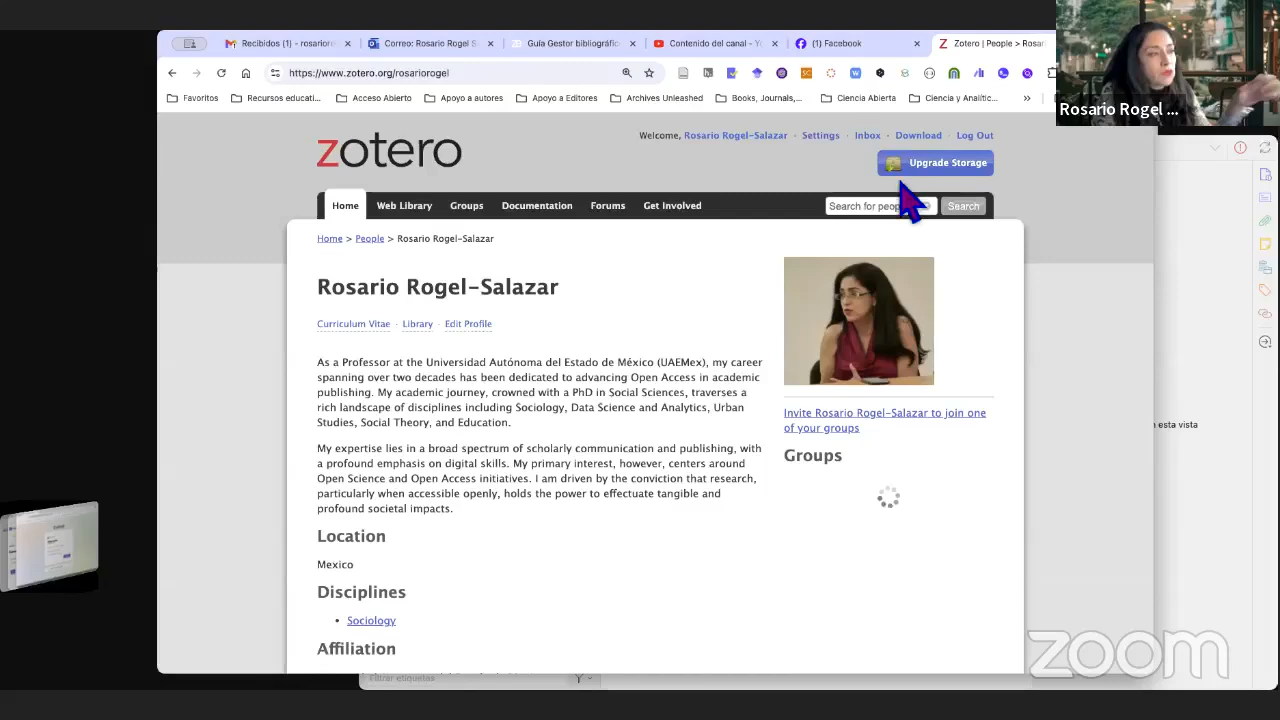 Recibidos (1) - rosariore
Correo: Rosario Rogel S
Guía Gestor bibliográfic
Contenido del canal - Yo
(1) Facebook
Zotero | People > Rosari
https://www.zotero.org/rosariorogel
Favoritos
Recursos educati...
Acceso Abierto
Apoyo a autores
Apoyo a Editores
Archives Unleashed
Books, Journals,...
Ciencia Abierta
Ciencia y Analític...
»
Rosario Rogel ...
zotero
Welcome, Rosario Rogel-Salazar · Settings · Inbox · Download · Log Out
Upgrade Storage
Home
Web Library
Groups
Documentation
Forums
Get Involved
Search for peop
Search
Home > People > Rosario Rogel-Salazar
Rosario Rogel-Salazar
Curriculum Vitae · Library · Edit Profile
As a Professor at the Universidad Autónoma del Estado de México (UAEMex), my career
spanning over two decades has been dedicated to advancing Open Access in academic
publishing. My academic journey, crowned with a PhD in Social Sciences, traverses a
rich landscape of disciplines including Sociology, Data Science and Analytics, Urban
Studies, Social Theory, and Education.
My expertise lies in a broad spectrum of scholarly communication and publishing, with
a profound emphasis on digital skills. My primary interest, however, centers around
Open Science and Open Access initiatives. I am driven by the conviction that research,
particularly when accessible openly, holds the power to effectuate tangible and
profound societal impacts.
Location
Mexico
Disciplines
• Sociology
Affiliation
Invite Rosario Rogel-Salazar to join one
of your groups
Groups
n esta vista
Filtrar etiquetas
zoom